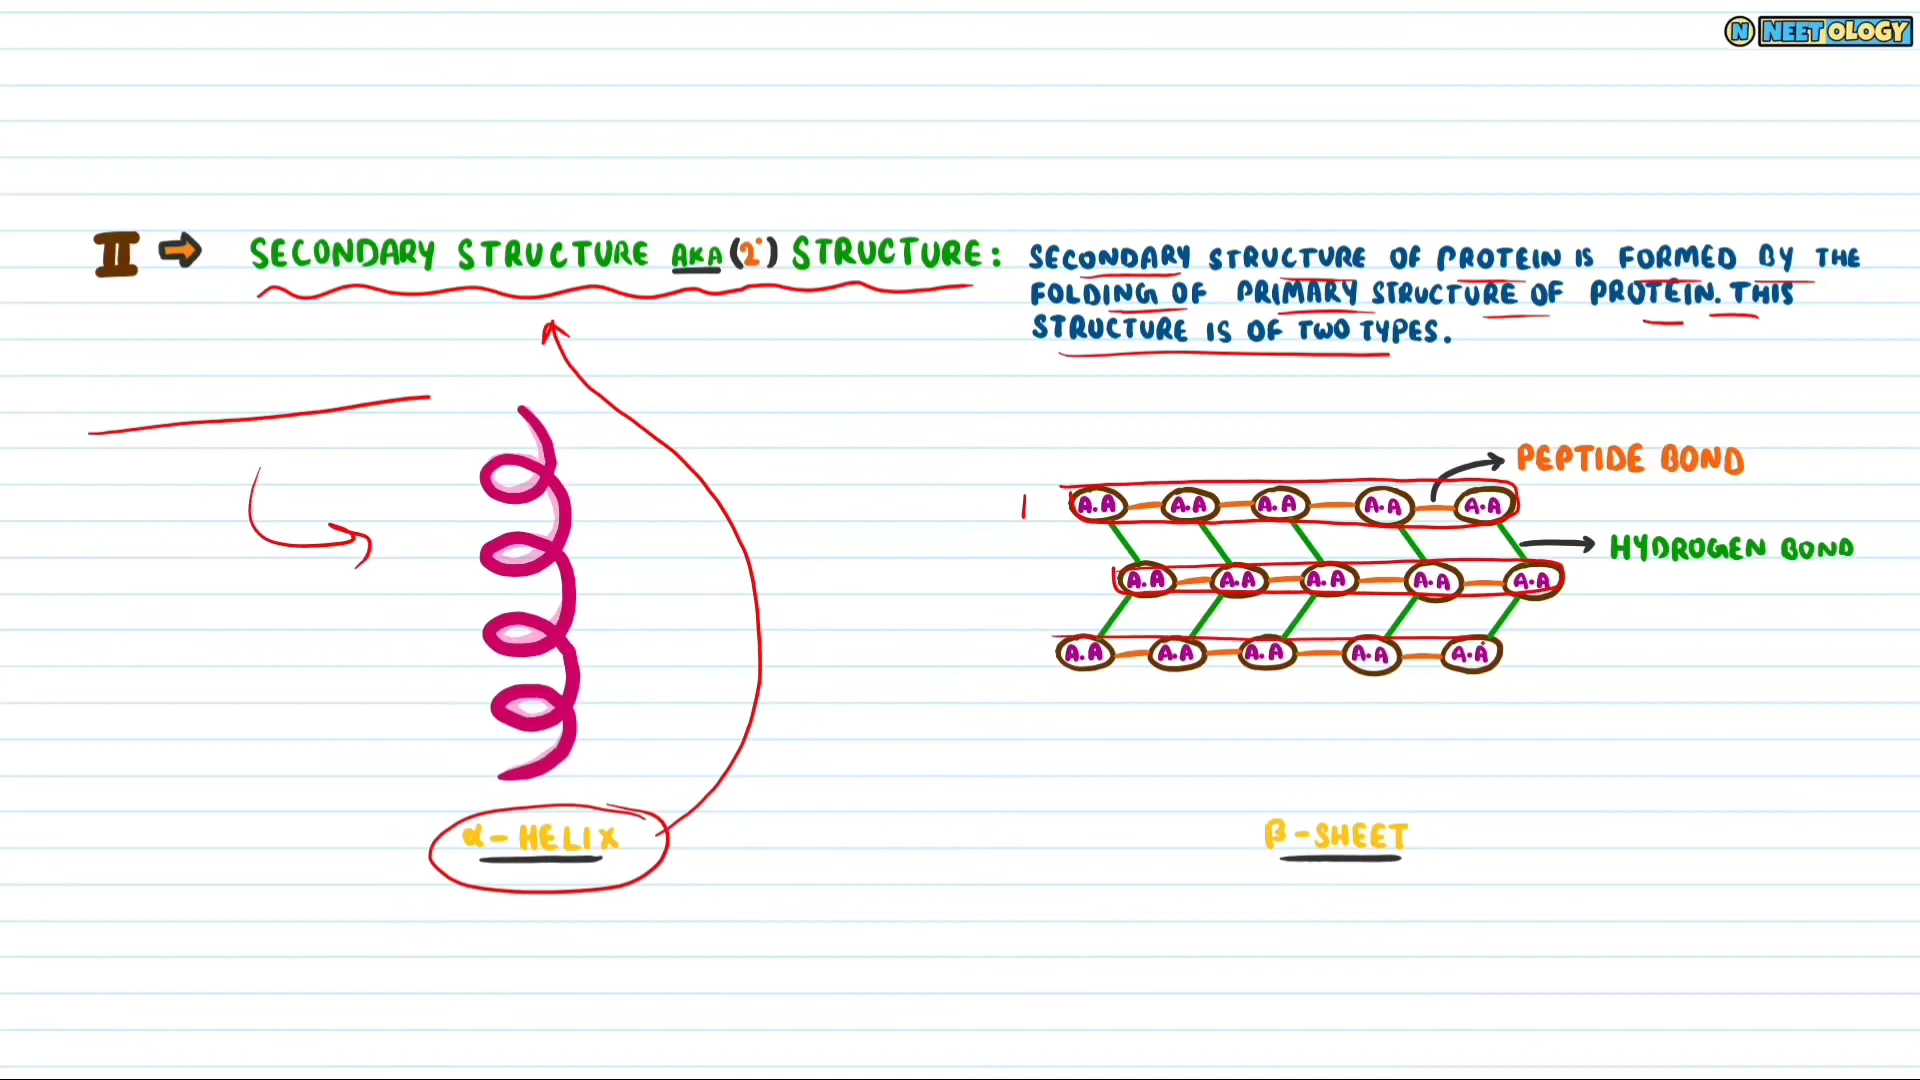 N NEETOLOGY
II SECONDARY STRUCTURE AKA (2°) STRUCTURE:
SECONDARY STRUCTURE OF PROTEIN IS FORMED BY THE
FOLDING OF PRIMARY STRUCTURE OF PROTEIN. THIS
STRUCTURE IS OF TWO TYPES.
PEPTIDE BOND
1 A.A A.A A.A A.A A.A
HYDROGEN BOND
A.A A.A A.A A.A A.A
A.A A.A A.A A.A A.A
α-HELIX
β-SHEET